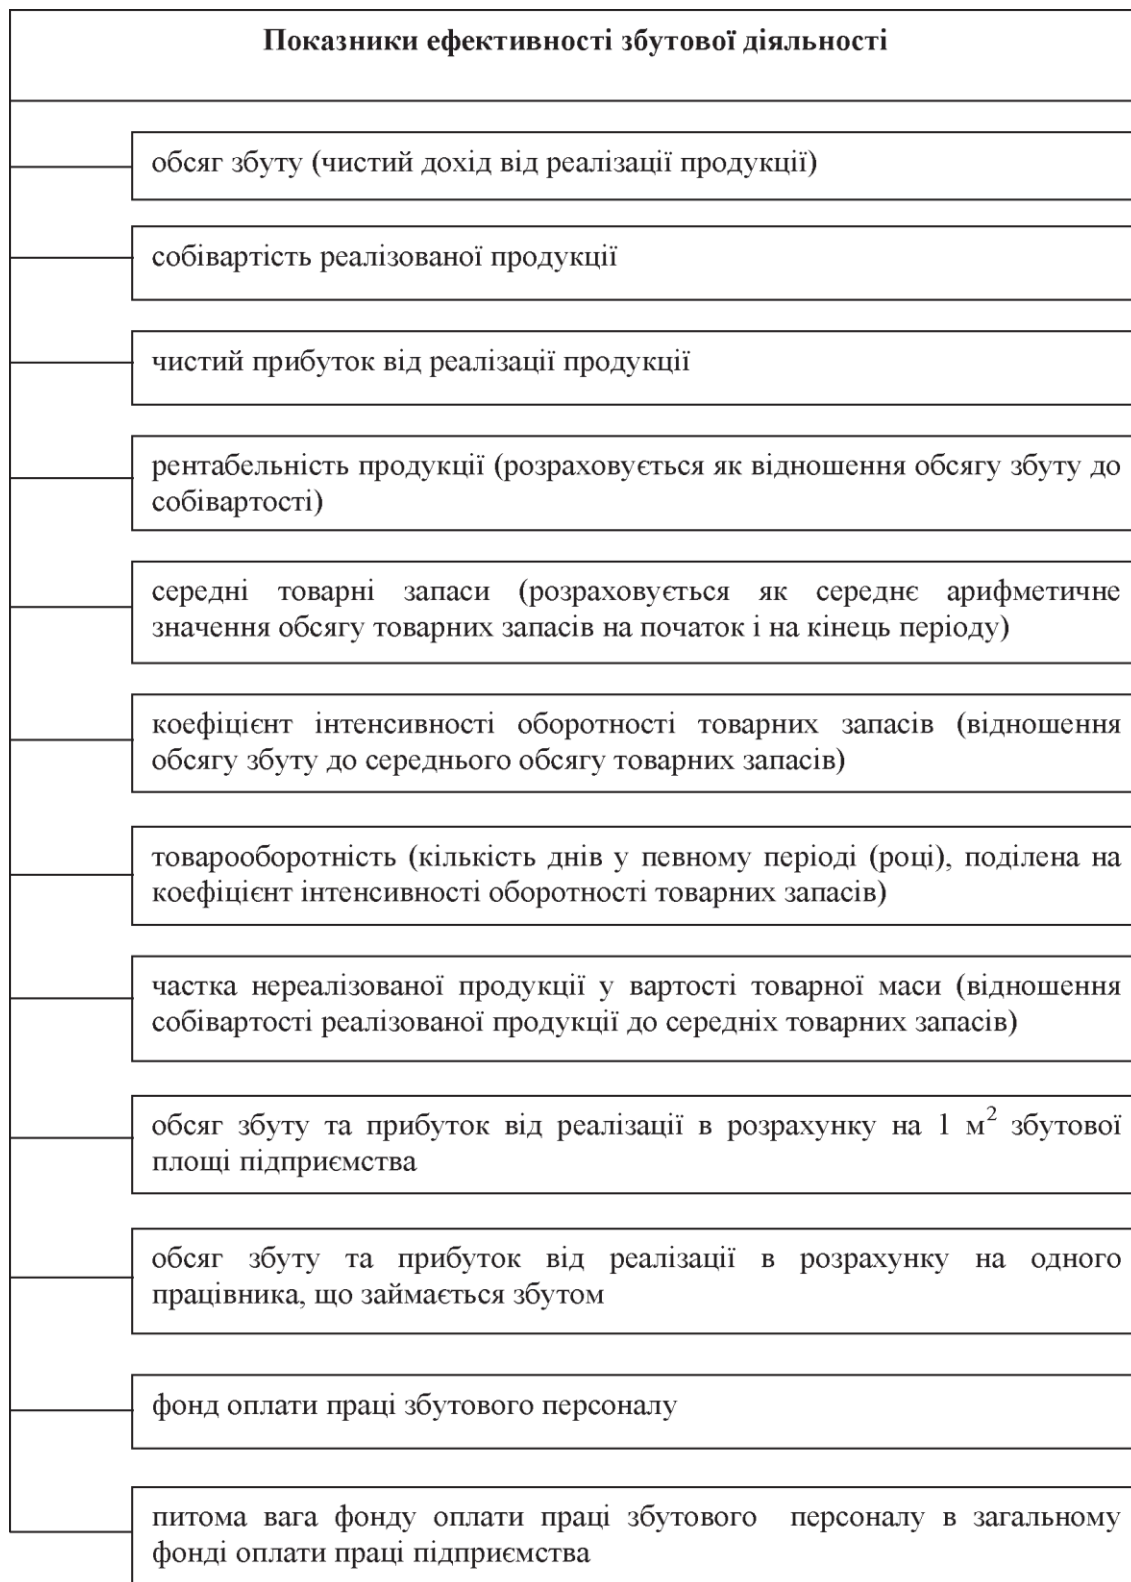 Показники ефективності збутової діяльності
обсяг збуту (чистий дохід від реалізації продукції)
собівартість реалізованої продукції
чистий прибуток від реалізації продукції
рентабельність продукції (розраховується як відношення обсягу збуту до
собівартості)
середні товарні запаси (розраховується як середнє арифметичне
значення обсягу товарних запасів на початок і на кінець періоду)
коефіцієнт інтенсивності оборотності товарних запасів (відношення
обсягу збуту до середнього обсягу товарних запасів)
товарооборотність (кількість днів у певному періоді (році), поділена на
коефіцієнт інтенсивності оборотності товарних запасів)
частка нереалізованої продукції у вартості товарної маси (відношення
собівартості реалізованої продукції до середніх товарних запасів)
обсяг збуту та прибуток від реалізації в розрахунку на 1 м² збутової
площі підприємства
обсяг збуту та прибуток від реалізації в розрахунку на одного
працівника, що займається збутом
фонд оплати праці збутового персоналу
питома вага фонду оплати праці збутового персоналу в загальному
фонді оплати праці підприємства